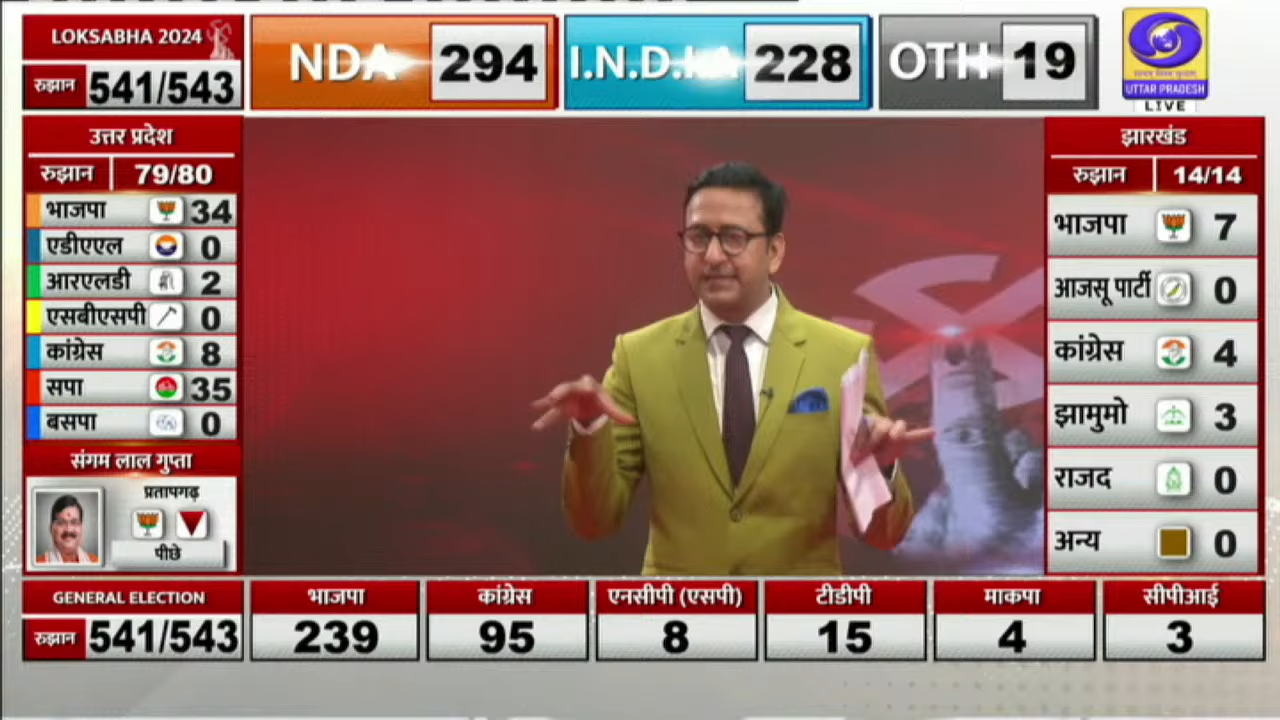 LOKSABHA 2024
रुझान 541/543
NDA 294
I.N.D.I.A 228
OTH 19
UTTAR PRADESH
LIVE
उत्तर प्रदेश
रुझान 79/80
भाजपा 34
एडीएएल 0
आरएलडी 2
एसबीएसपी 0
कांग्रेस 8
सपा 35
बसपा 0
संगम लाल गुप्ता
प्रतापगढ़
पीछे
झारखंड
रुझान 14/14
भाजपा 7
आजसू पार्टी 0
कांग्रेस 4
झामुमो 3
राजद 0
अन्य 0
GENERAL ELECTION
रुझान 541/543
भाजपा
239
कांग्रेस
95
एनसीपी (एसपी)
8
टीडीपी
15
माकपा
4
सीपीआई
3